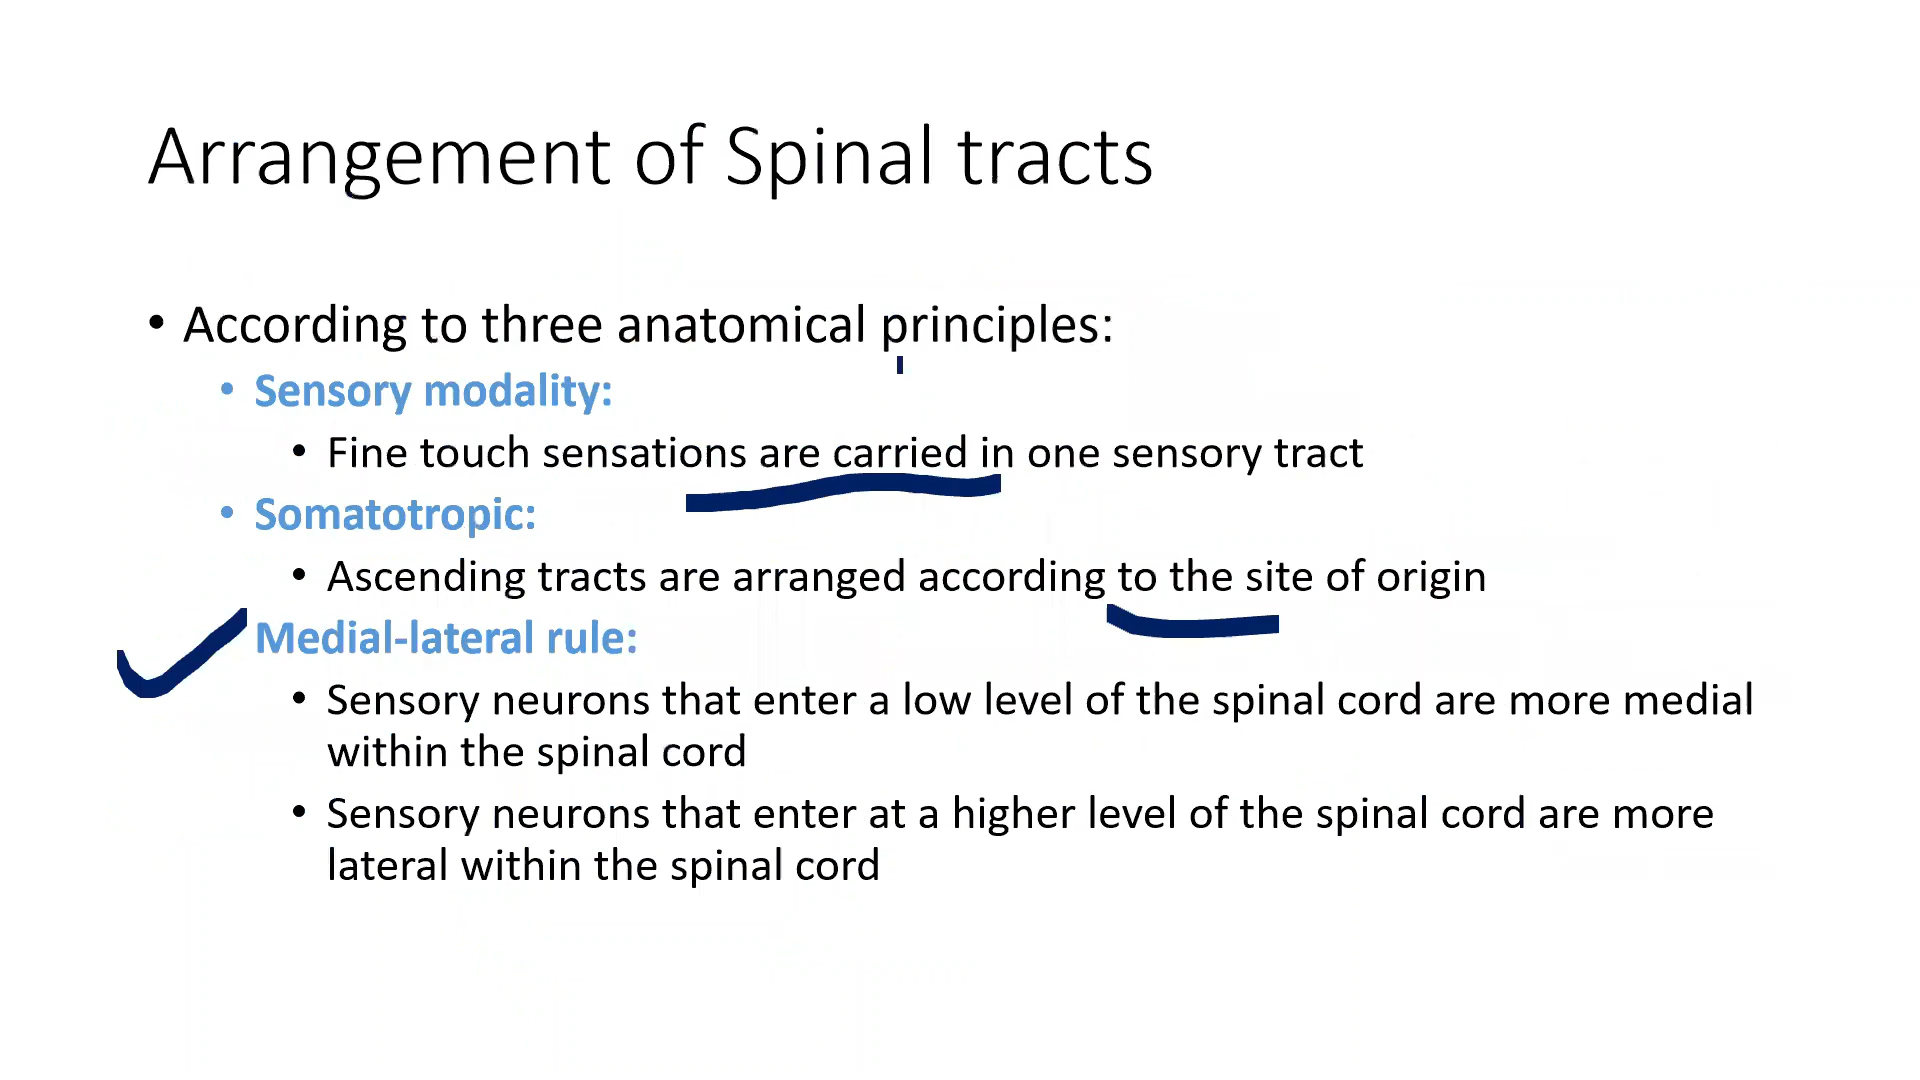 Arrangement of Spinal tracts
• According to three anatomical principles:
• Sensory modality:
• Fine touch sensations are carried in one sensory tract
• Somatotropic:
• Ascending tracts are arranged according to the site of origin
Medial-lateral rule:
• Sensory neurons that enter a low level of the spinal cord are more medial
within the spinal cord
• Sensory neurons that enter at a higher level of the spinal cord are more
lateral within the spinal cord